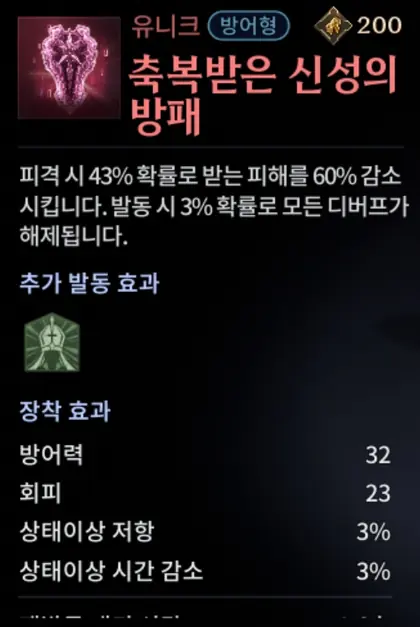 유니크 방어형 200
축복받은 신성의
방패
피격 시 43% 확률로 받는 피해를 60% 감소
시킵니다. 발동 시 3% 확률로 모든 디버프가
해제됩니다.
추가 발동 효과
장착 효과
방어력 32
회피 23
상태이상 저항 3%
상태이상 시간 감소 3%